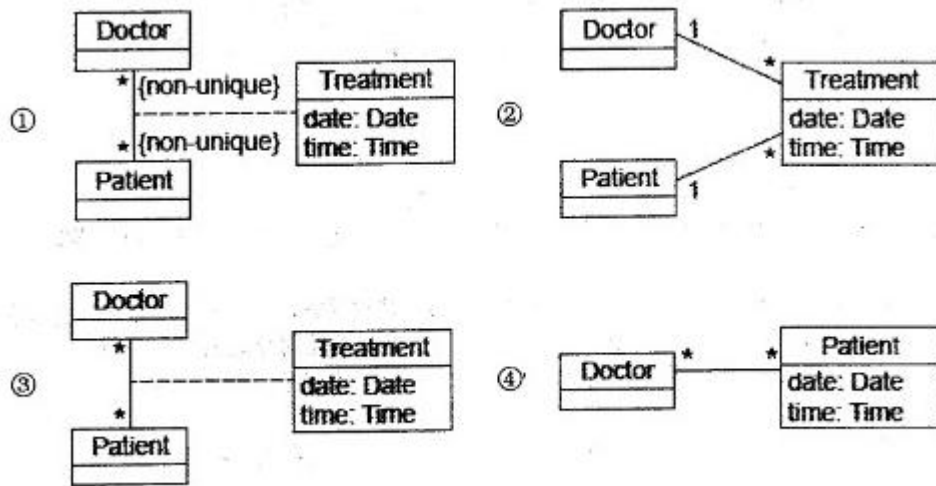 ①
Doctor
* {non-unique}
* {non-unique}
Patient
Treatment
date: Date
time: Time
②
Doctor
1
*
Treatment
date: Date
time: Time
*
Patient
1
③
Doctor
*
*
Patient
Treatment
date: Date
time: Time
④
Doctor
* *
Patient
date: Date
time: Time